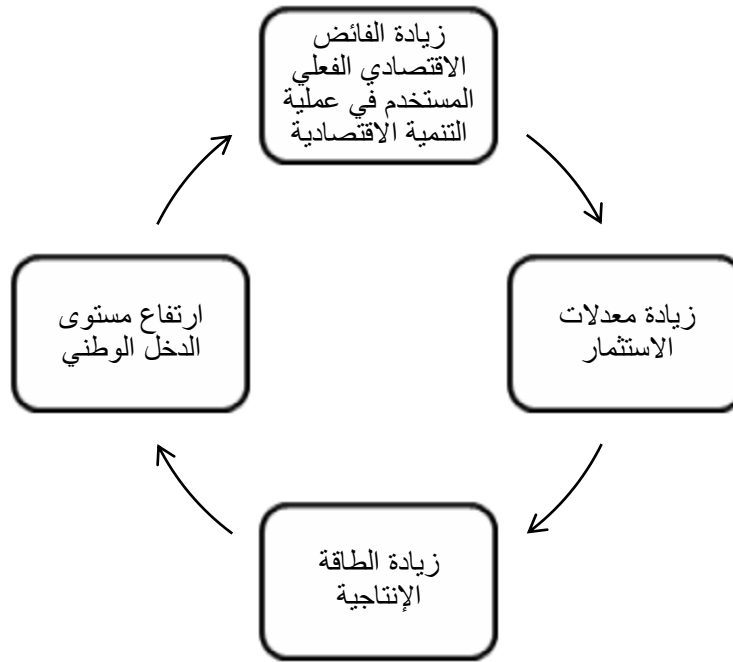 زيادة الفائض
الاقتصادي الفعلي
المستخدم في عملية
التنمية الاقتصادية
زيادة معدلات
الاستثمار
زيادة الطاقة
الإنتاجية
ارتفاع مستوى
الدخل الوطني